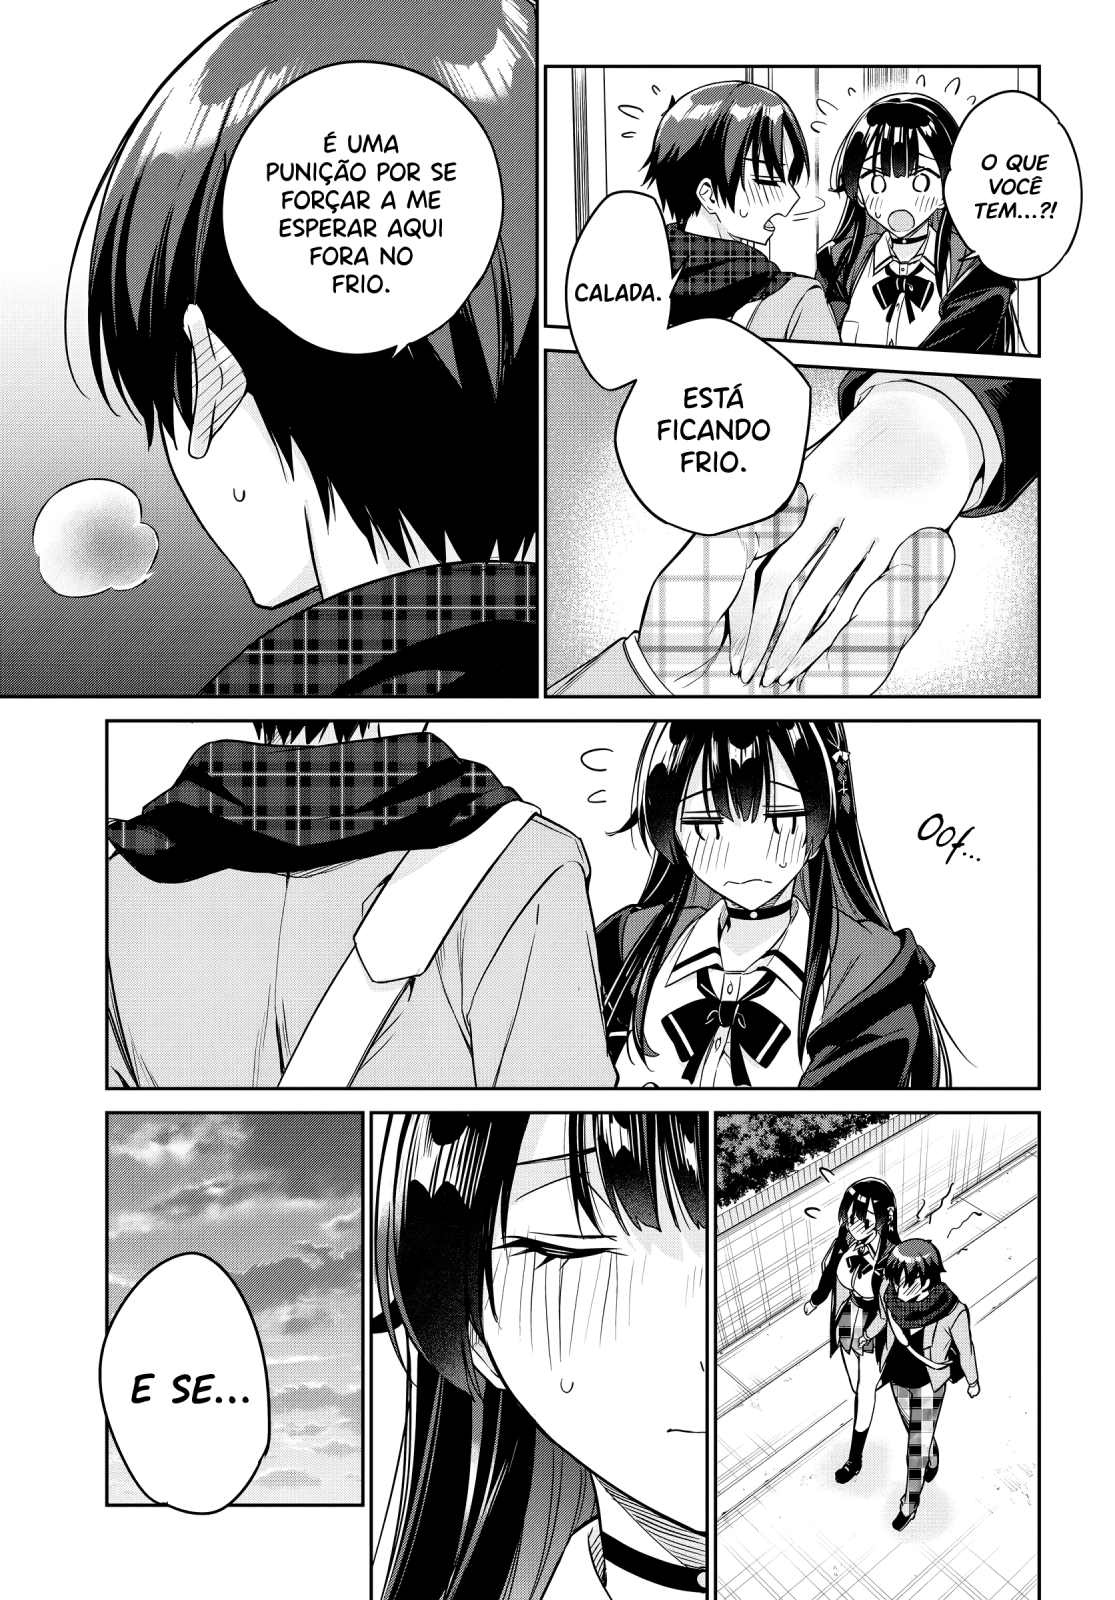 O QUE
VOCÊ
TEM...?!
CALADA.
ESTÁ
FICANDO
FRIO.
É UMA
PUNIÇÃO POR SE
FORÇAR A ME
ESPERAR AQUI
FORA NO
FRIO.
Oof...
E SE...